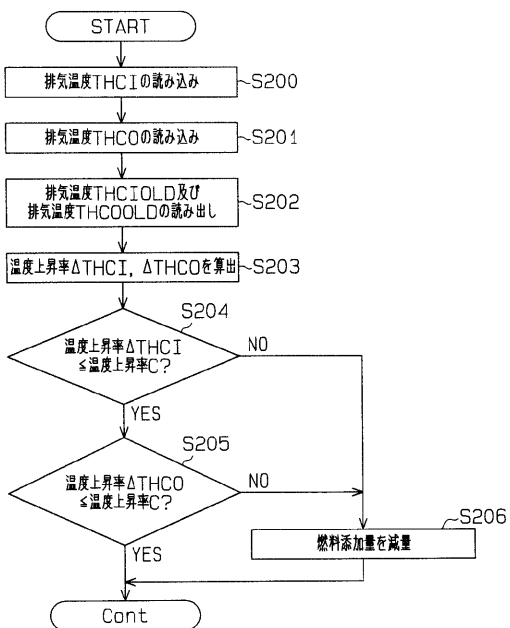 START
排気温度THCIの読み込み
S200
排気温度THCOの読み込み
S201
排気温度THCIOLD及び
排気温度THCOOLDの読み出し
S202
温度上昇率ΔTHCI, ΔTHCOを算出
S203
S204
温度上昇率ΔTHCI
≦温度上昇率C?
NO
YES
S205
温度上昇率ΔTHCO
≦温度上昇率C?
NO
S206
燃料添加量を減量
YES
Cont